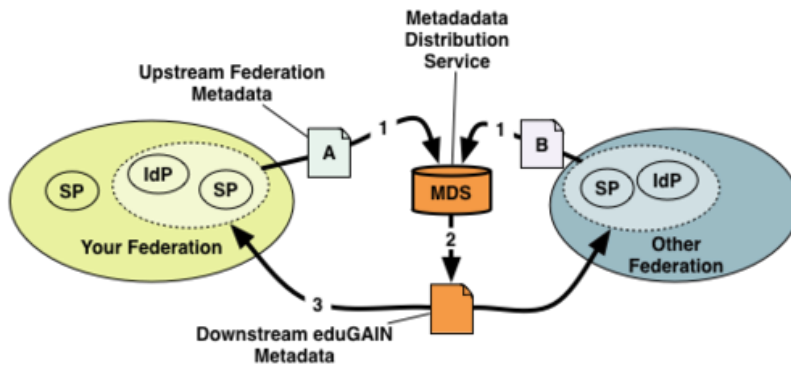 Metadadata
Distribution
Service
Upstream Federation
Metadata
A
1
1
B
IdP
SP
SP
MDS
SP
IdP
Your Federation
2
Other
Federation
3
Downstream eduGAIN
Metadata